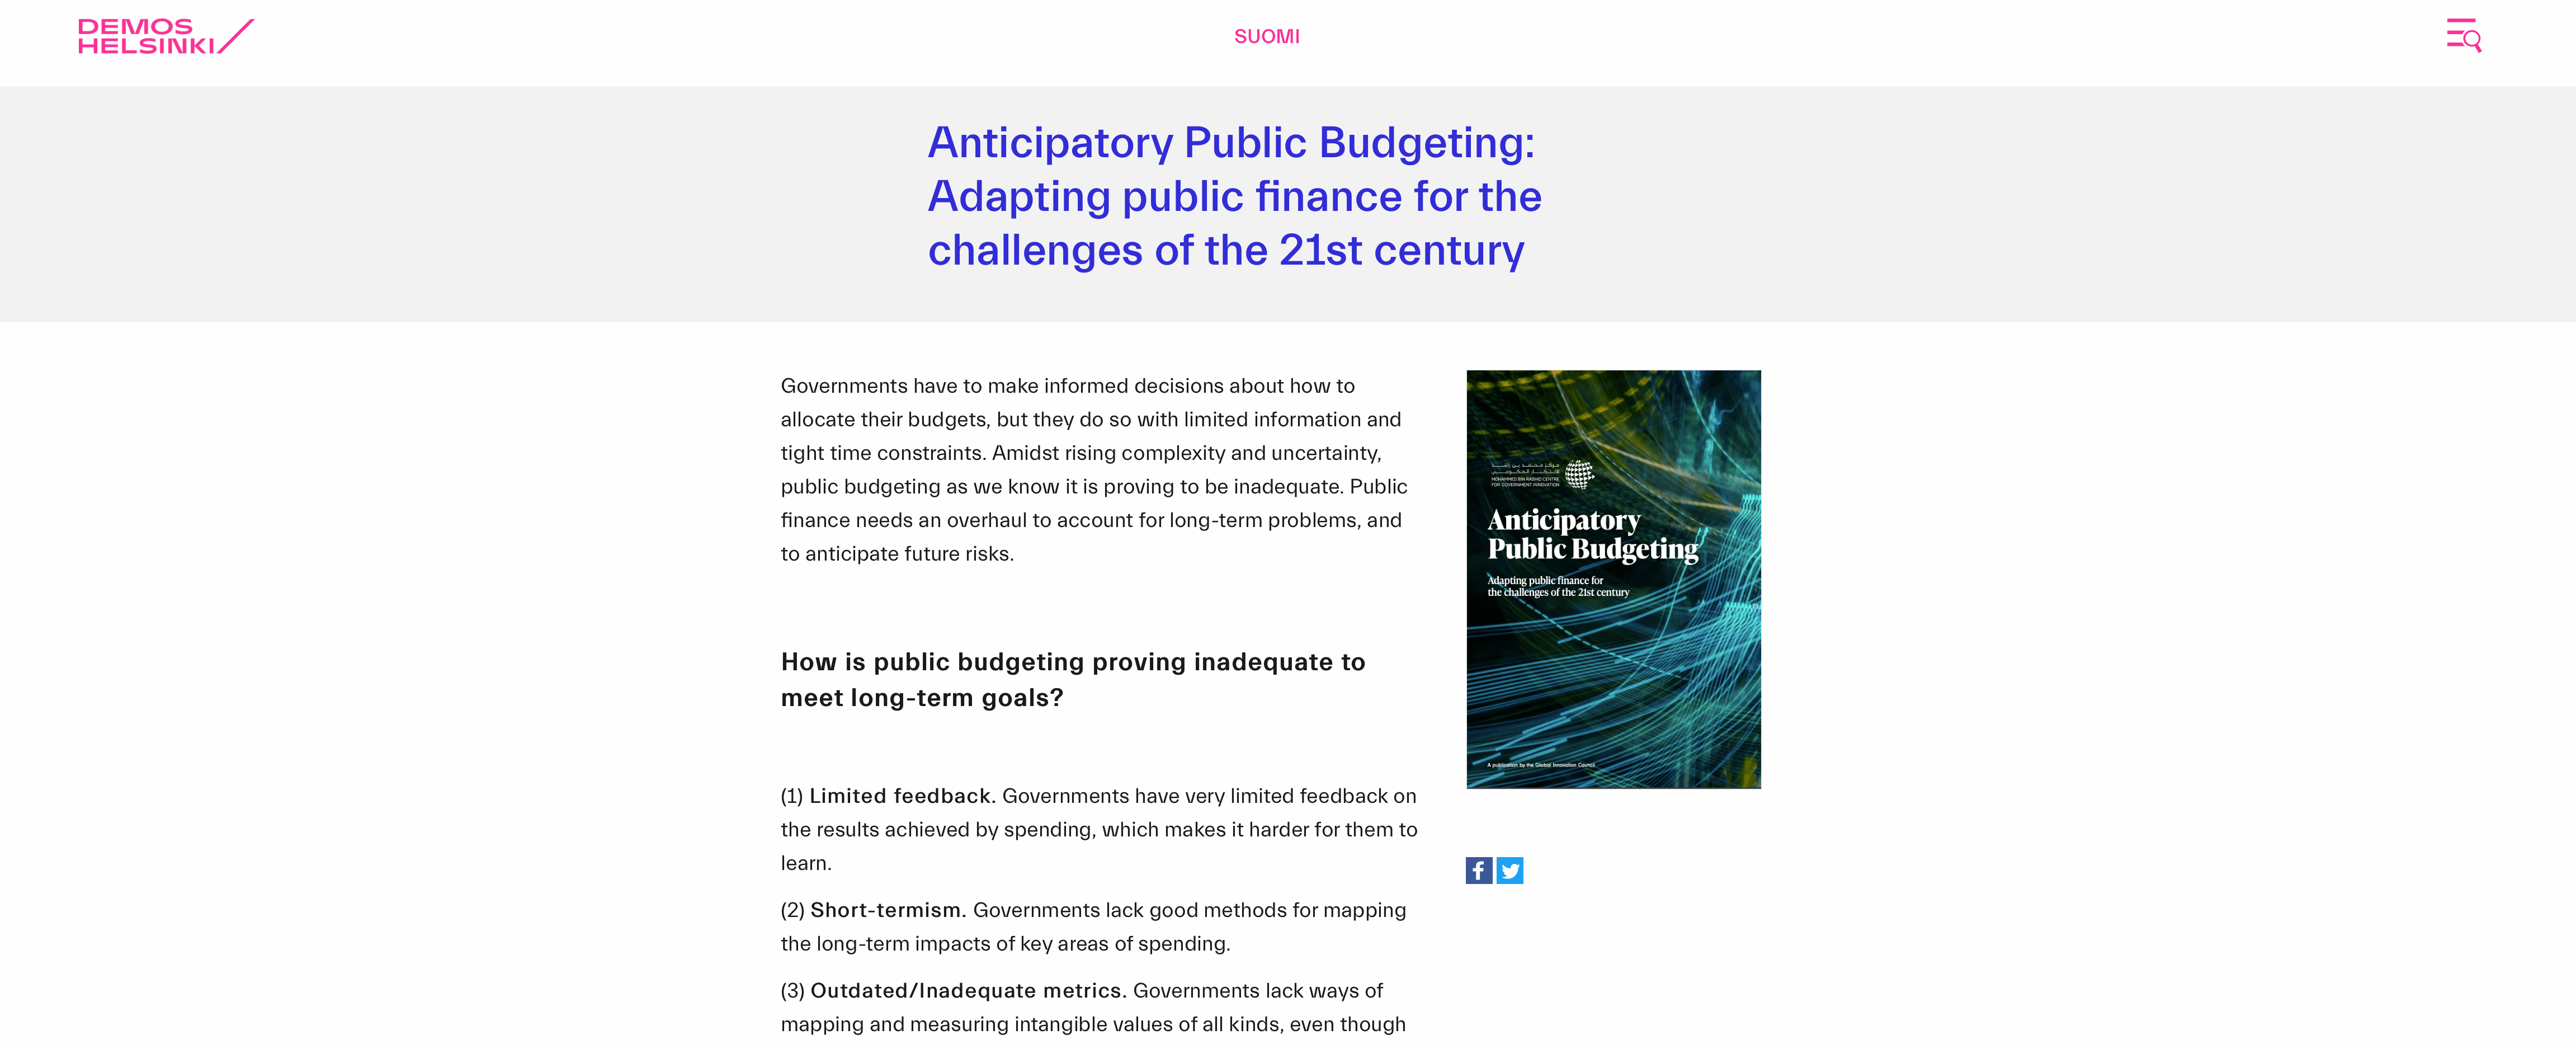 DEMOS
HELSINKI
SUOMI
Anticipatory Public Budgeting:
Adapting public finance for the
challenges of the 21st century
Governments have to make informed decisions about how to
allocate their budgets, but they do so with limited information and
tight time constraints. Amidst rising complexity and uncertainty,
public budgeting as we know it is proving to be inadequate. Public
finance needs an overhaul to account for long-term problems, and
to anticipate future risks.
How is public budgeting proving inadequate to
meet long-term goals?
(1) Limited feedback. Governments have very limited feedback on
the results achieved by spending, which makes it harder for them to
learn.
(2) Short-termism. Governments lack good methods for mapping
the long-term impacts of key areas of spending.
(3) Outdated/Inadequate metrics. Governments lack ways of
mapping and measuring intangible values of all kinds, even though
مركز محمد بن راشد
للابتكار الحكومي
MOHAMMED BIN RASHID CENTRE
FOR GOVERNMENT INNOVATION
Anticipatory
Public Budgeting
Adapting public finance for
the challenges of the 21st century
A publication by the Global Innovation Council